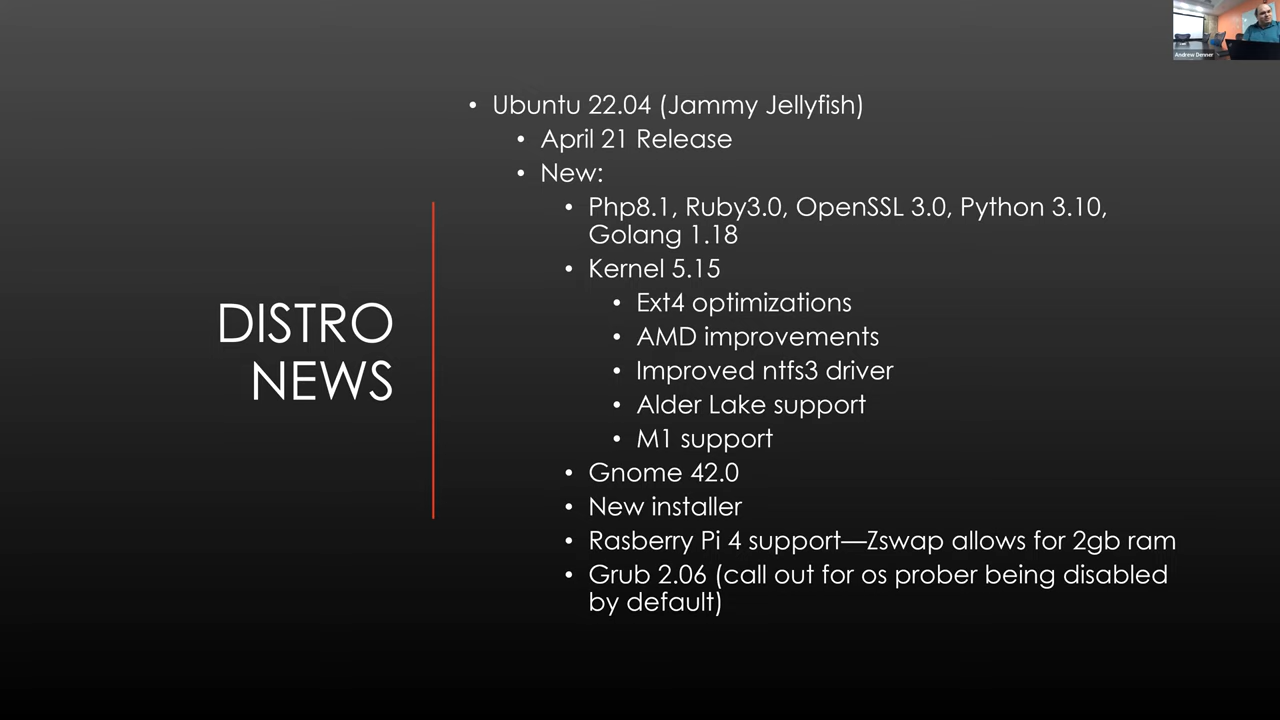 Andrew Denner
DISTRO
NEWS
• Ubuntu 22.04 (Jammy Jellyfish)
• April 21 Release
• New:
• Php8.1, Ruby3.0, OpenSSL 3.0, Python 3.10,
Golang 1.18
• Kernel 5.15
• Ext4 optimizations
• AMD improvements
• Improved ntfs3 driver
• Alder Lake support
• M1 support
• Gnome 42.0
• New installer
• Rasberry Pi 4 support—Zswap allows for 2gb ram
• Grub 2.06 (call out for os prober being disabled
by default)